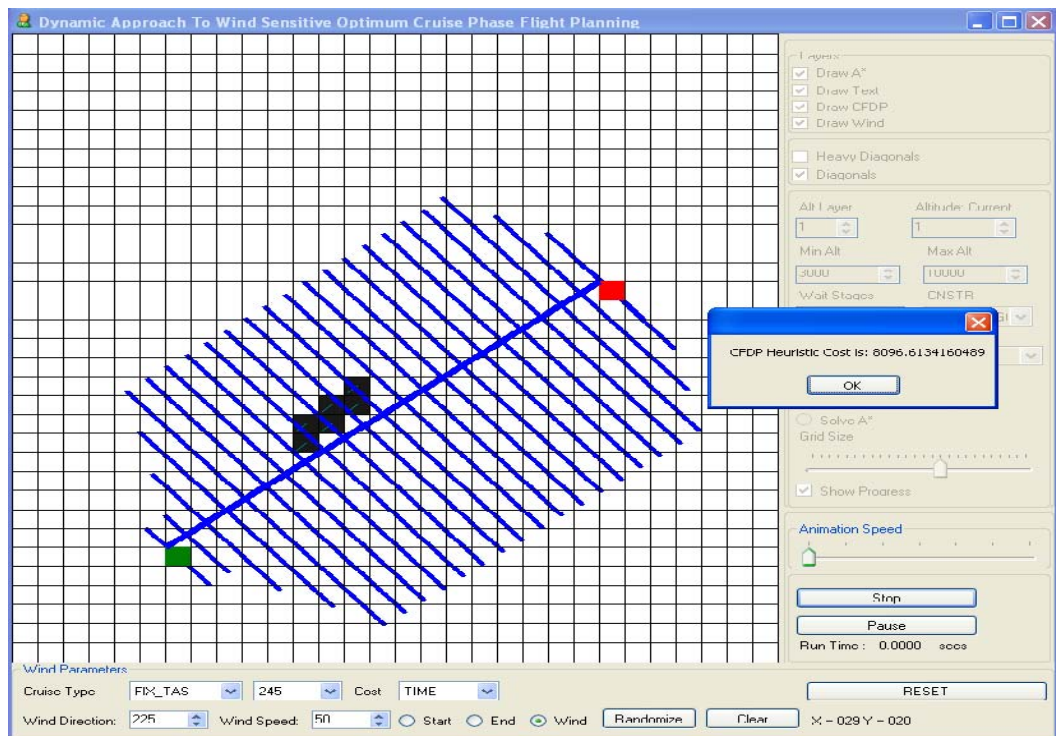 Dynamic Approach To Wind Sensitive Optimum Cruise Phase Flight Planning
Layers
Draw A*
Draw Text
Draw CFDP
Draw Wind
Heavy Diagonals
Diagonals
Alt Layer Altitude: Current
1 1
Min Alt Max Alt
3000 10000
Wait Stages CNSTR
CFDP Heuristic Cost is: 8096.6134160489
OK
Solve A*
Grid Size
Show Progress
Animation Speed
Stop
Pause
Run Time : 0.0000 secs
Wind Parameters
Cruise Type FIX_TAS 245 Cost TIME RESET
Wind Direction: 225 Wind Speed: 50 Start End Wind Randomize Clear X - 029 Y - 020